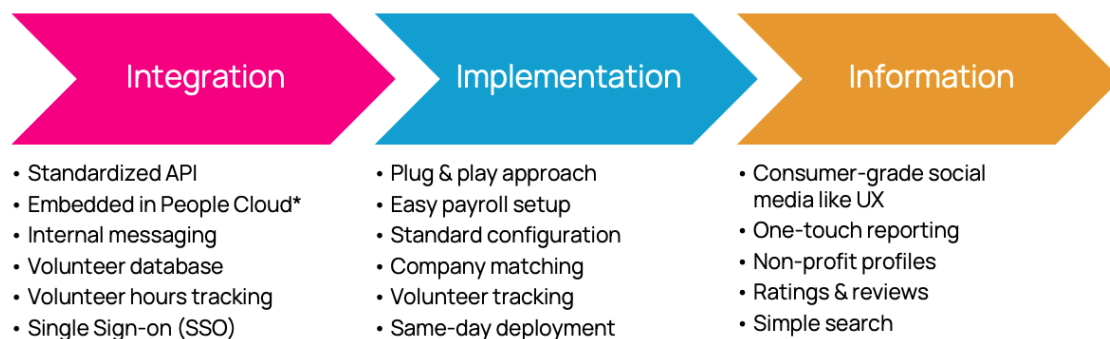 Integration
• Standardized API
• Embedded in People Cloud*
• Internal messaging
• Volunteer database
• Volunteer hours tracking
• Single Sign-on (SSO)
Implementation
• Plug & play approach
• Easy payroll setup
• Standard configuration
• Company matching
• Volunteer tracking
• Same-day deployment
Information
• Consumer-grade social
media like UX
• One-touch reporting
• Non-profit profiles
• Ratings & reviews
• Simple search